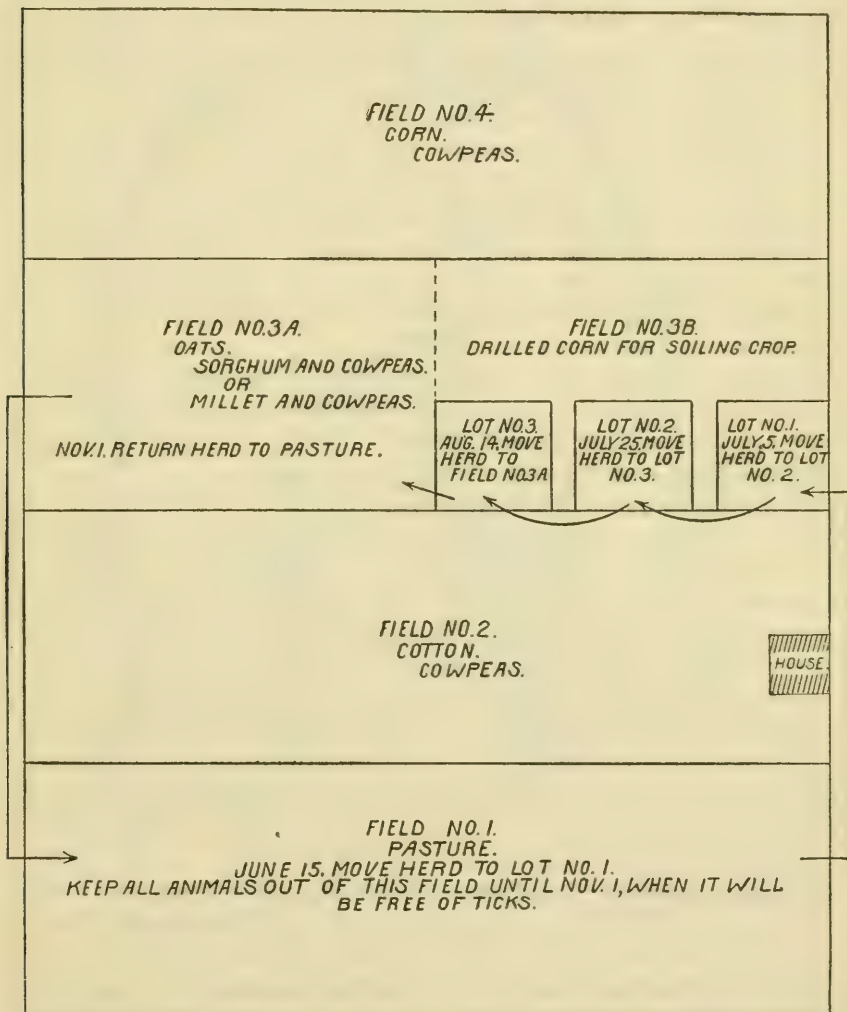 FIELD NO.4.
CORN.
COWPEAS.
FIELD NO.3A.
OATS.
SORGHUM AND COWPEAS.
OR
MILLET AND COWPEAS.
NOV.1. RETURN HERD TO PASTURE.
FIELD NO.3B.
DRILLED CORN FOR SOILING CROP.
LOT NO.3.
AUG. 14, MOVE
HERD TO
FIELD NO3A
LOT NO.2.
JULY 25, MOVE
HERD TO LOT
NO.3.
LOT NO.1.
JULY 5, MOVE
HERD TO LOT
NO. 2.
FIELD NO.2.
COTTON.
COWPEAS.
HOUSE.
FIELD NO.1.
PASTURE.
JUNE 15. MOVE HERD TO LOT NO.1.
KEEP ALL ANIMALS OUT OF THIS FIELD UNTIL NOV. 1, WHEN IT WILL
BE FREE OF TICKS.